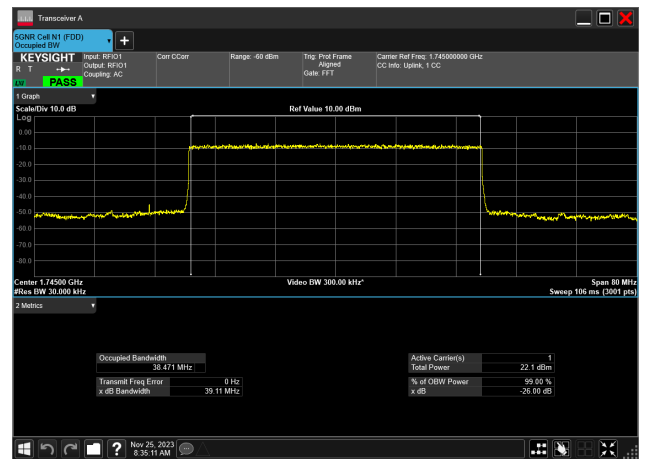 Transceiver A
5GNR Cell N1 (FDD)
Occupied BW
+
KEYSIGHT
R T
LXI
PASS
Input: RFIO1
Output: RFIO1
Coupling: AC
Corr CCorr
Range: -60 dBm
Trig: Prot Frame
Aligned
Gate: FFT
Carrier Ref Freq: 1.745000000 GHz
CC Info: Uplink, 1 CC
1 Graph
Scale/Div 10.0 dB
Ref Value 10.00 dBm
Log
0.00
-10.0
-20.0
-30.0
-40.0
-50.0
-60.0
-70.0
-80.0
Center 1.74500 GHz
Video BW 300.00 kHz*
Span 80 MHz
#Res BW 30.000 kHz
Sweep 106 ms (3001 pts)
2 Metrics
Occupied Bandwidth
38.471 MHz
Active Carrier(s) 1
Total Power 22.1 dBm
Transmit Freq Error 0 Hz
x dB Bandwidth 39.11 MHz
% of OBW Power 99.00 %
x dB -26.00 dB
?
Nov 25, 2023
8:35:11 AM